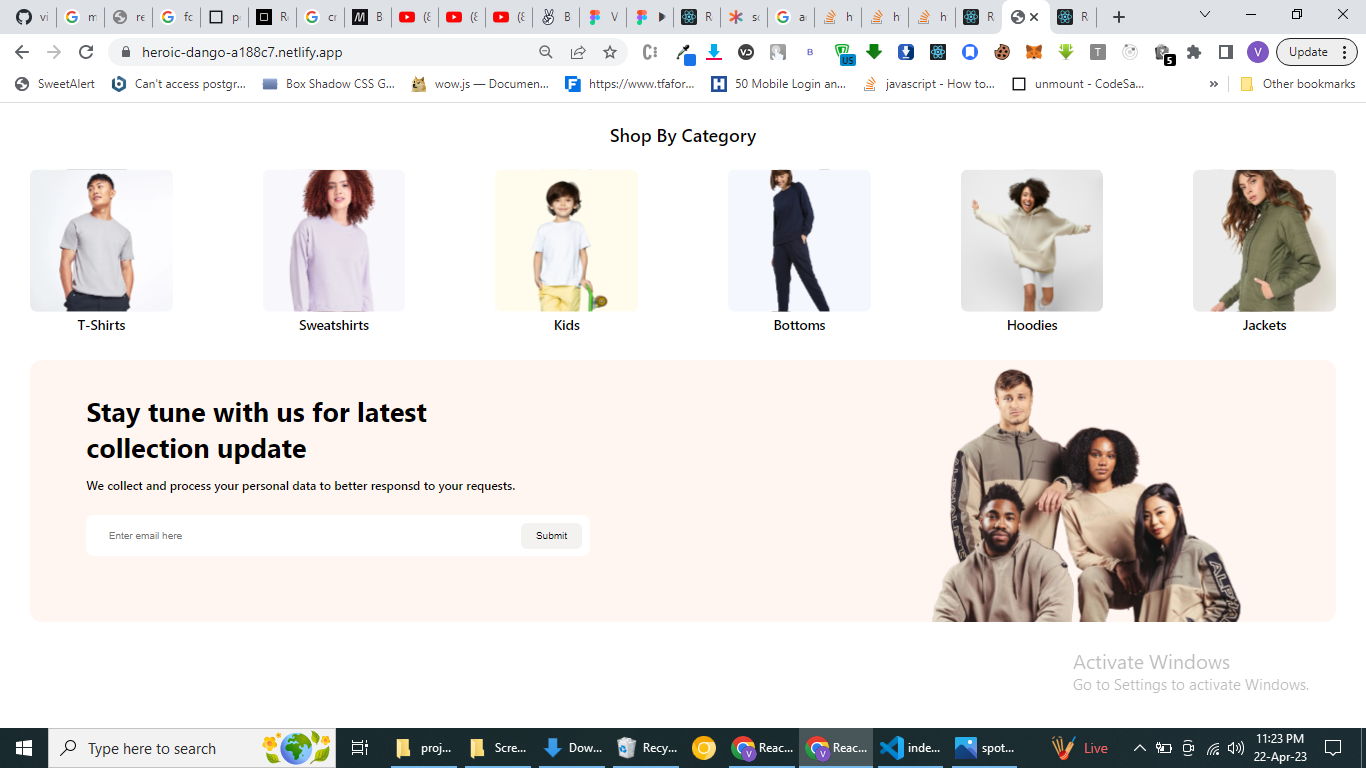 vi
m
re
fc
p
R
cr
B
(8
(8
(8
B
V
R
sc
a
h
h
h
R
R
heroic-dango-a188c7.netlify.app
US
B
T
5
V
Update
SweetAlert
Can't access postgr...
Box Shadow CSS G...
wow.js — Documen...
https://www.tfafor...
50 Mobile Login an...
javascript - How to...
unmount - CodeSa...
»
Other bookmarks
Shop By Category
T-Shirts
Sweatshirts
Kids
Bottoms
Hoodies
Jackets
Stay tune with us for latest
collection update
We collect and process your personal data to better responsd to your requests.
Enter email here
Submit
Activate Windows
Go to Settings to activate Windows.
Type here to search
proj...
Scre...
Dow...
Recy...
Reac...
Reac...
inde...
spot...
Live
11:23 PM
22-Apr-23